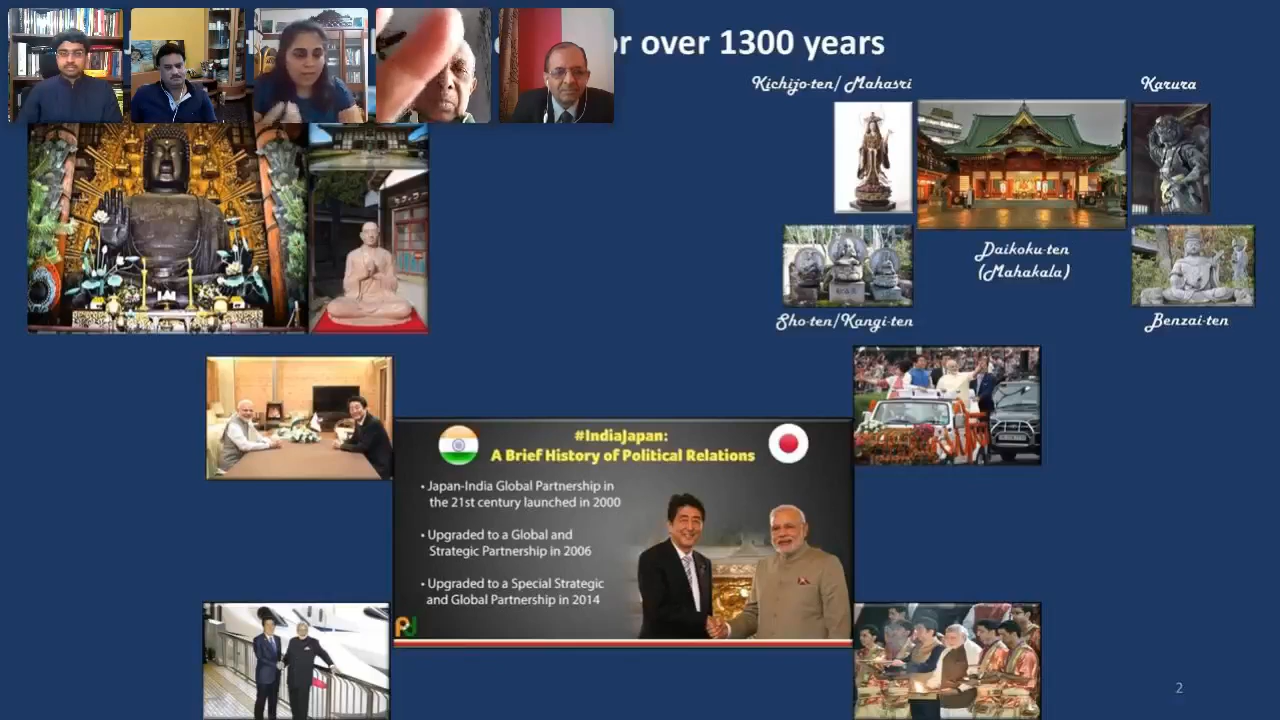 or over 1300 years
Kichijo-ten/ Mahasri
Karura
Daikoku-ten
(Mahakala)
Sho-ten/Kangi-ten
Benzai-ten
#IndiaJapan:
A Brief History of Political Relations
• Japan-India Global Partnership in
the 21st century launched in 2000
• Upgraded to a Global and
Strategic Partnership in 2006
• Upgraded to a Special Strategic
and Global Partnership in 2014
2